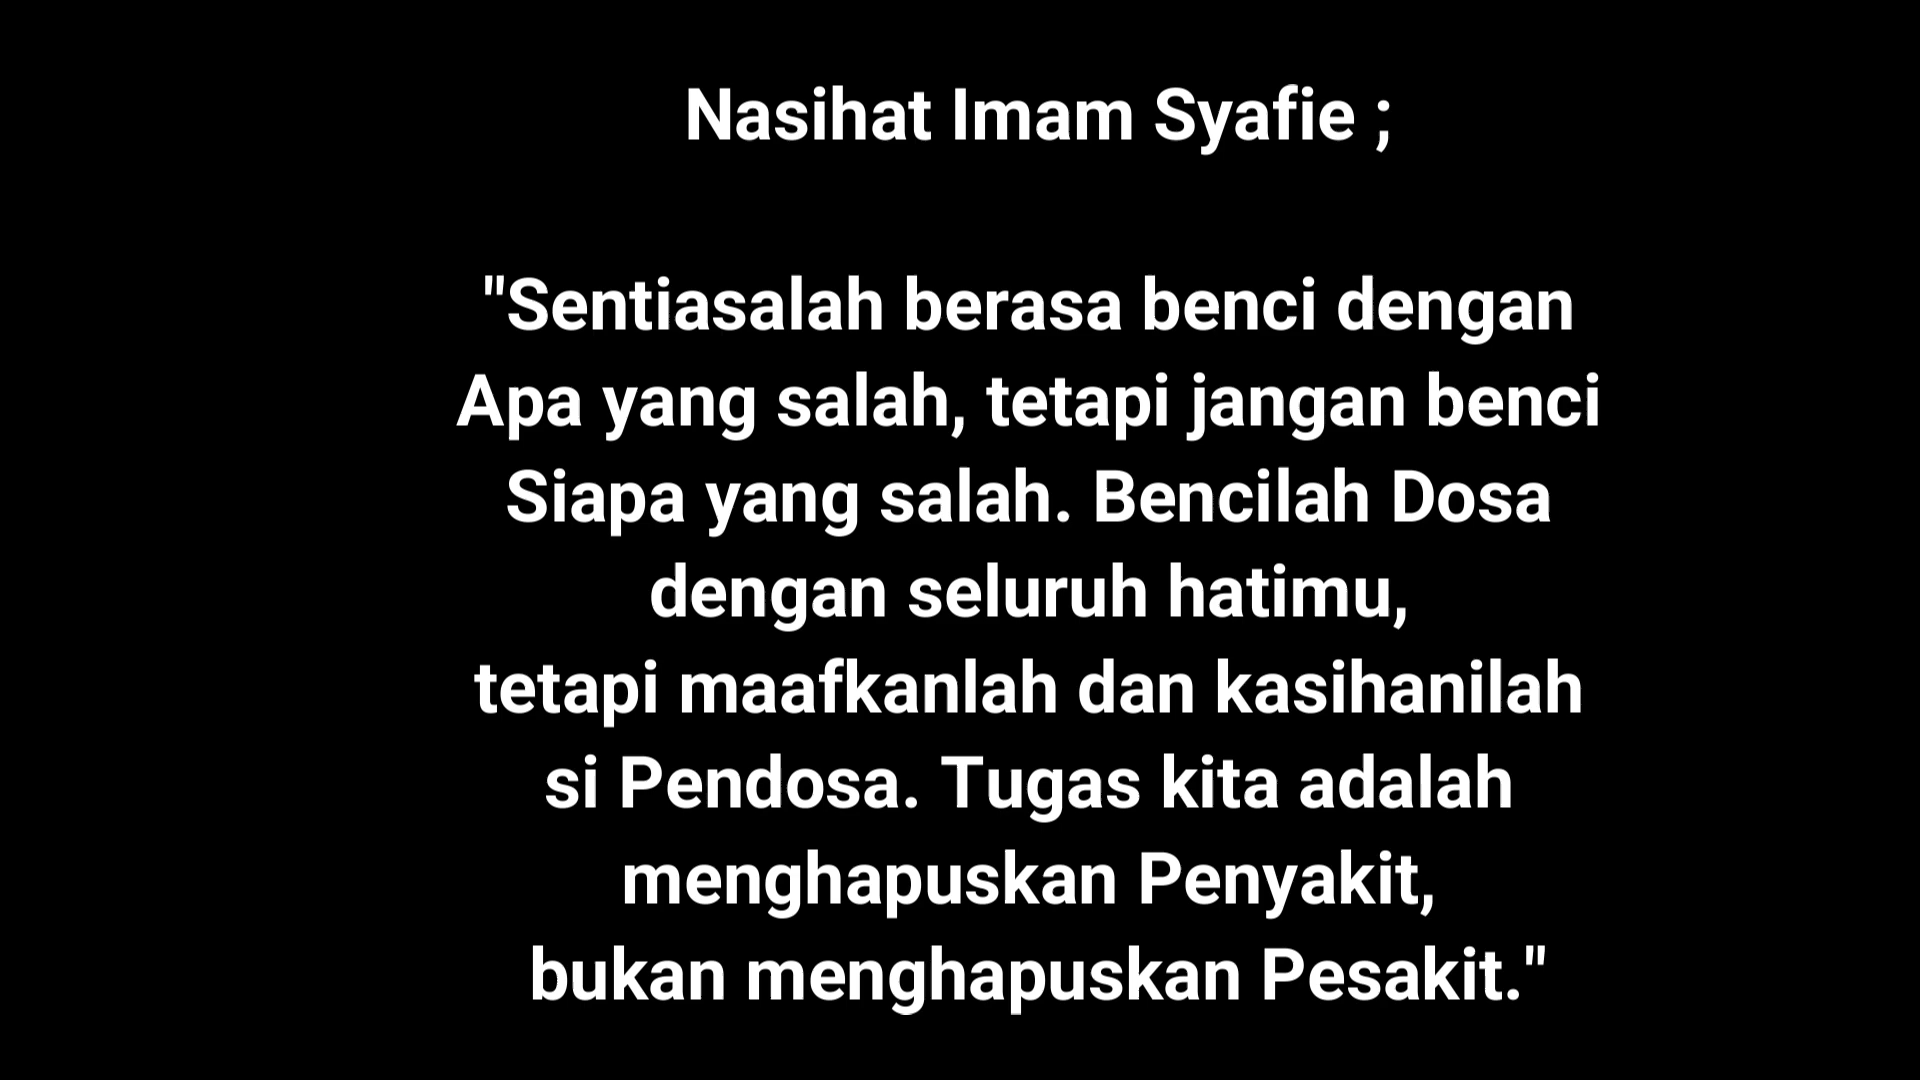 Nasihat Imam Syafie ;
"Sentiasalah berasa benci dengan
Apa yang salah, tetapi jangan benci
Siapa yang salah. Bencilah Dosa
dengan seluruh hatimu,
tetapi maafkanlah dan kasihanilah
si Pendosa. Tugas kita adalah
menghapuskan Penyakit,
bukan menghapuskan Pesakit."